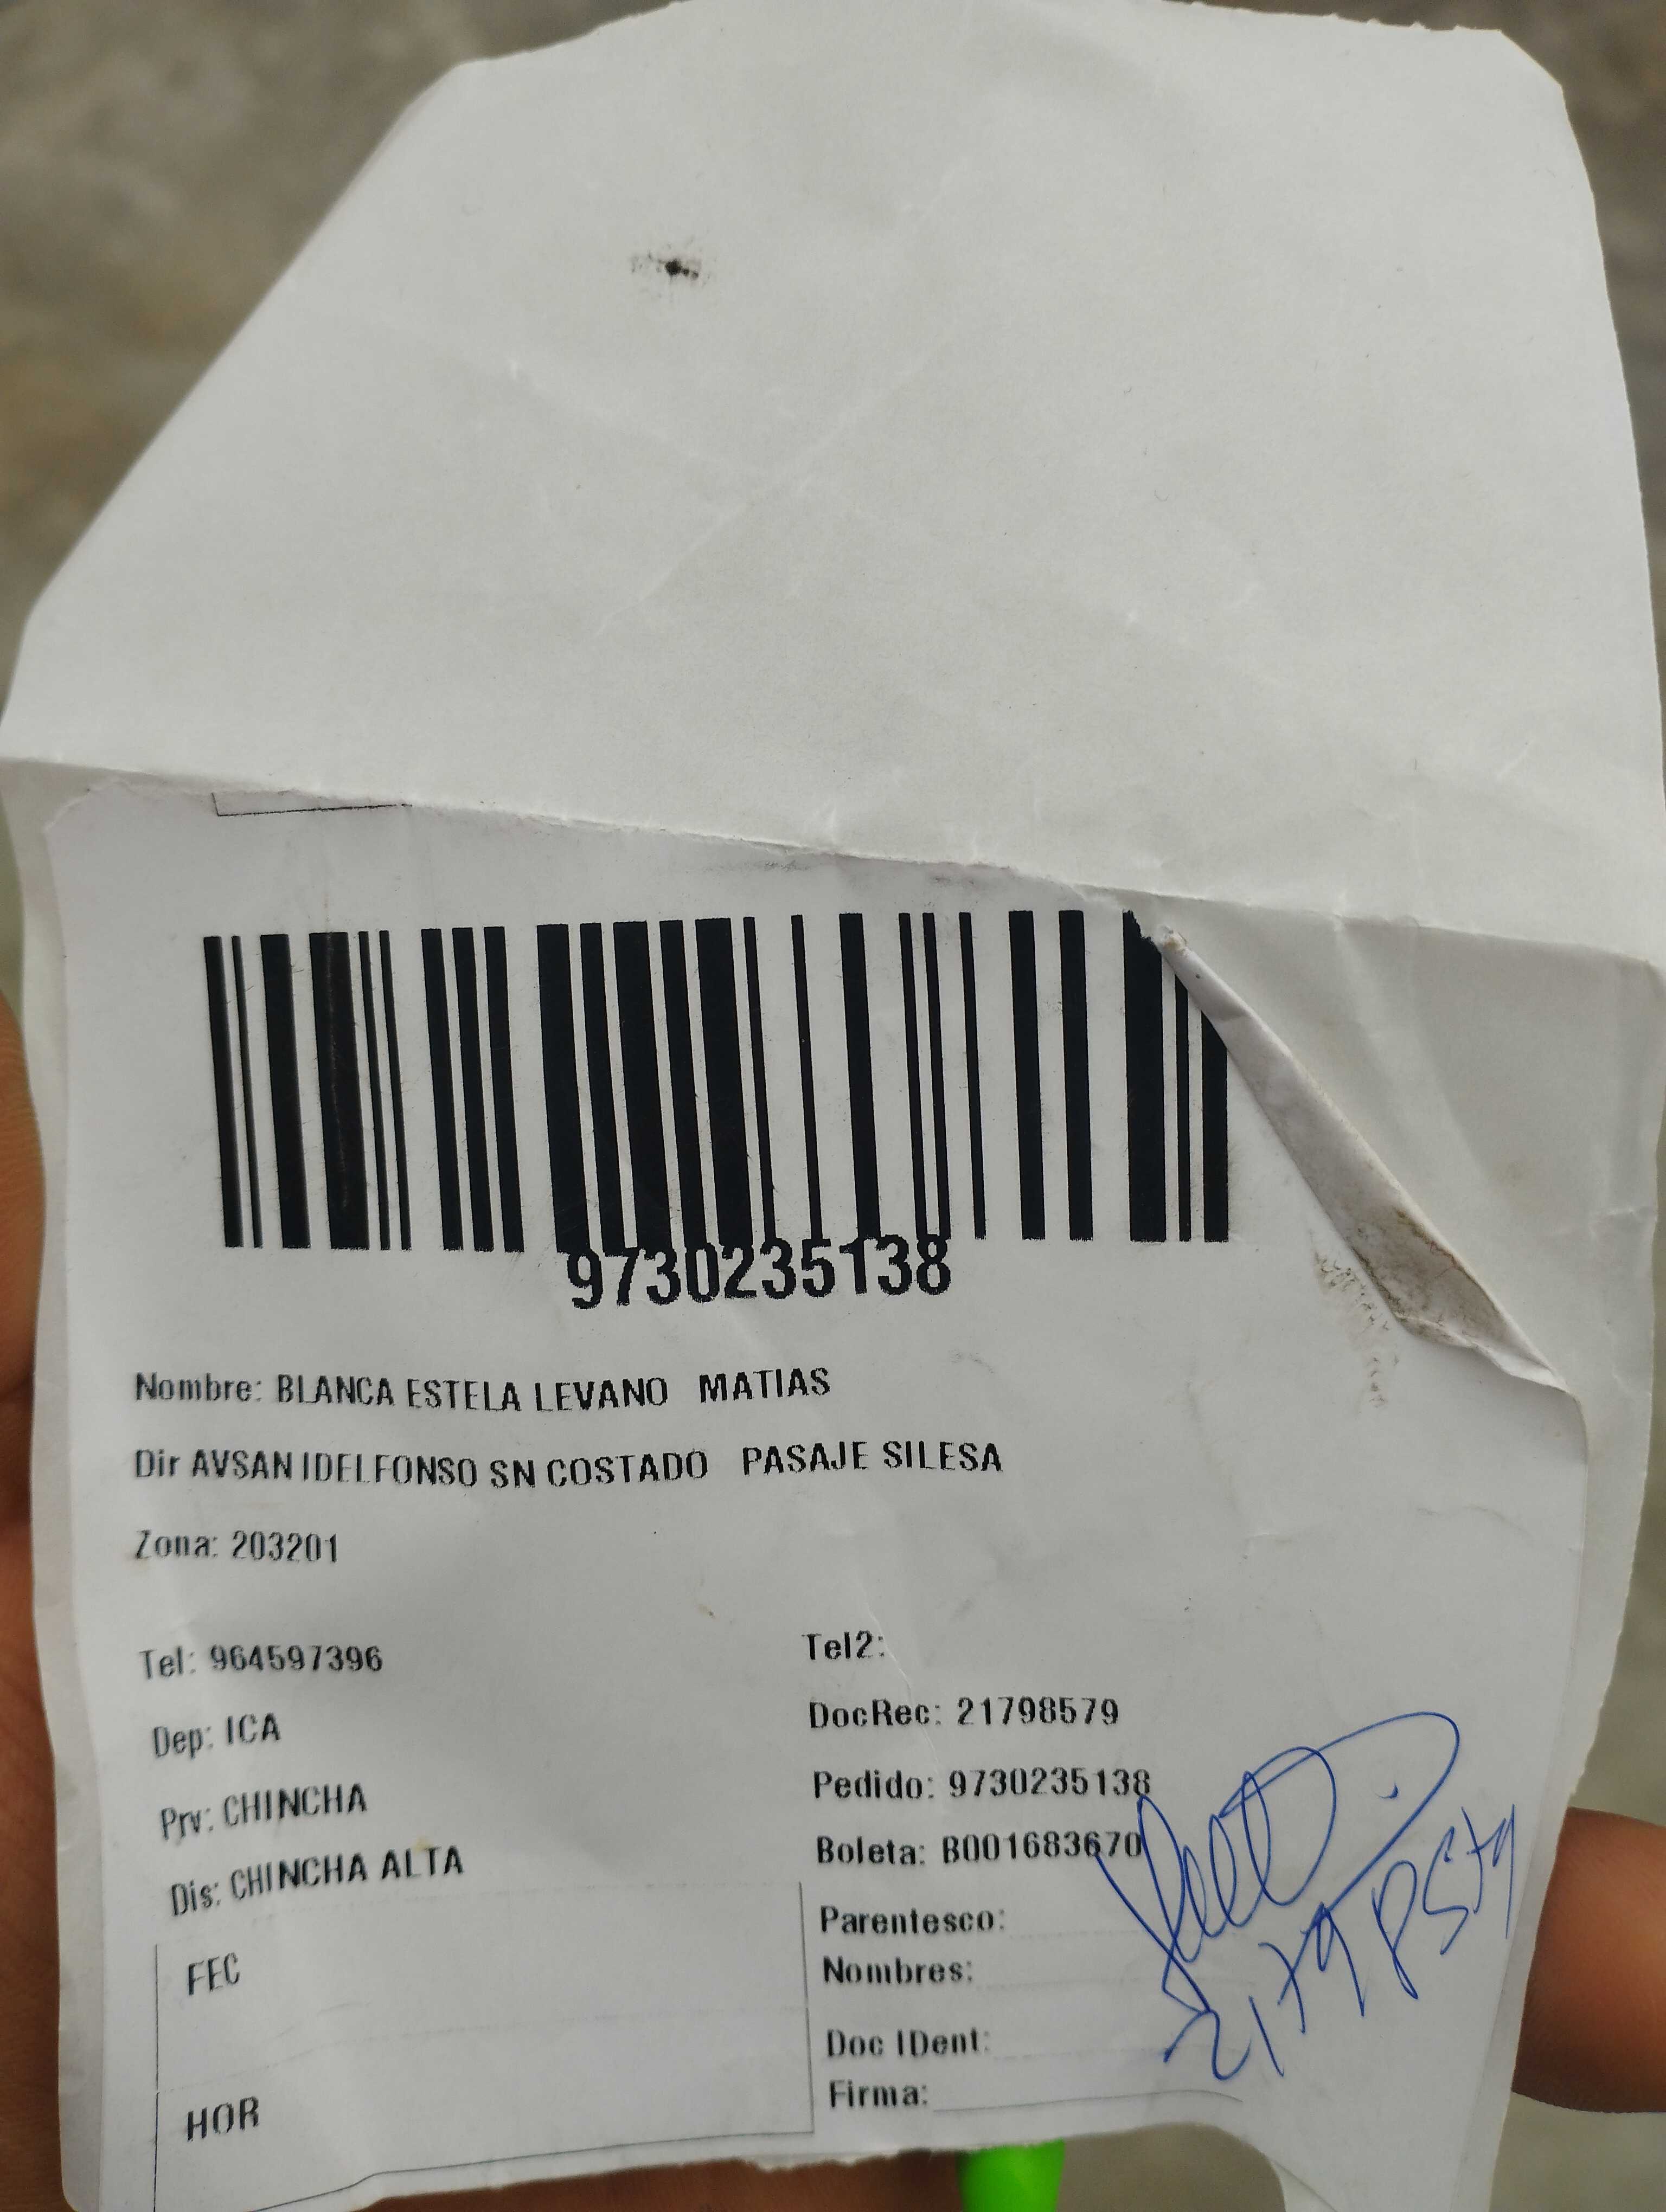 9730235138
Nombre: BLANCA ESTELA LEVANO MATIAS
Dir AVSAN IDELFONSO SN COSTADO PASAJE SILESA
Zona: 203201
Tel: 964597396
Tel2:
Dep: ICA
DocRec: 21798579
Prv: CHINCHA
Pedido: 9730235138
Dis: CHINCHA ALTA
Boleta: B001683670
Parentesco:
FEC
Nombres:
Doc IDent:
HOR
Firma: